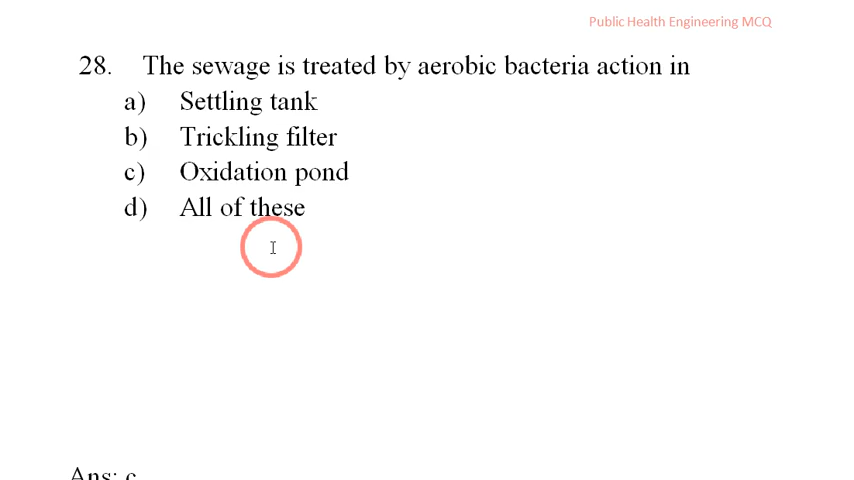 Public Health Engineering MCQ
28. The sewage is treated by aerobic bacteria action in
a) Settling tank
b) Trickling filter
c) Oxidation pond
d) All of these
Ans: c